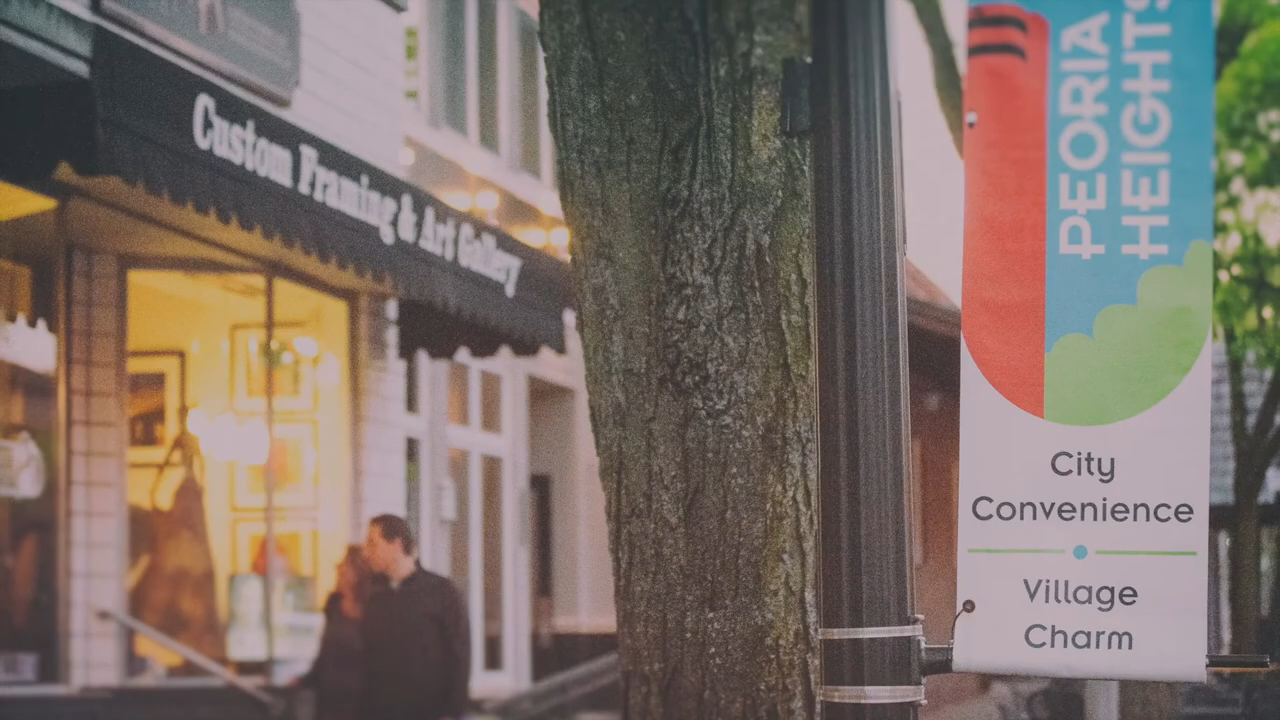 Custom Framing & Art Gallery
PEORIA
HEIGHTS
City
Convenience
Village
Charm